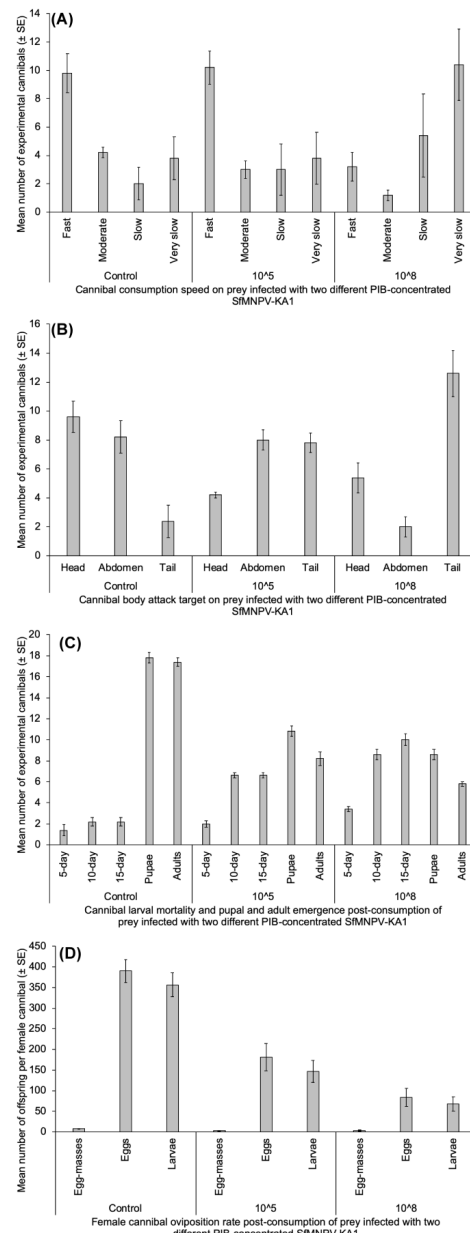 (A)
Mean number of experimental cannibals (± SE)
14
12
10
8
6
4
2
0
Fast
Moderate
Slow
Very slow
Fast
Moderate
Slow
Very slow
Fast
Moderate
Slow
Very slow
Control
10^5
10^8
Cannibal consumption speed on prey infected with two different PIB-concentrated
SfMNPV-KA1
(B)
Mean number of experimental cannibals (± SE)
16
14
12
10
8
6
4
2
0
Head
Abdomen
Tail
Head
Abdomen
Tail
Head
Abdomen
Tail
Control
10^5
10^8
Cannibal body attack target on prey infected with two different PIB-concentrated
SfMNPV-KA1
(C)
Mean number of experimental cannibals (± SE)
20
18
16
14
12
10
8
6
4
2
0
5-day
10-day
15-day
Pupae
Adults
5-day
10-day
15-day
Pupae
Adults
5-day
10-day
15-day
Pupae
Adults
Control
10^5
10^8
Cannibal larval mortality and pupal and adult emergence post-consumption of
prey infected with two different PIB-concentrated SfMNPV-KA1
(D)
Mean number of offspring per female cannibal (± SE)
450
400
350
300
250
200
150
100
50
0
Egg-masses
Eggs
Larvae
Egg-masses
Eggs
Larvae
Egg-masses
Eggs
Larvae
Control
10^5
10^8
Female cannibal oviposition rate post-consumption of prey infected with two
different PIB-concentrated SfMNPV-KA1